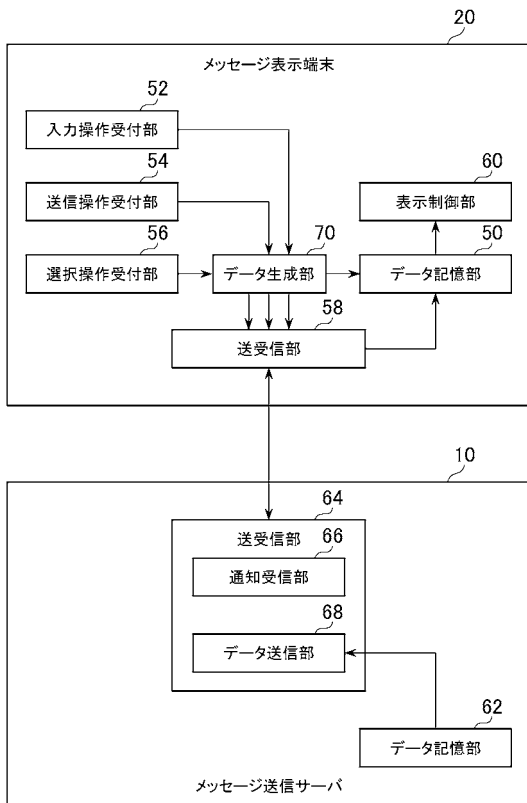 20
メッセージ表示端末
52
入力操作受付部
54
送信操作受付部
60
表示制御部
56
選択操作受付部
70
データ生成部
50
データ記憶部
58
送受信部
10
64
送受信部
66
通知受信部
68
データ送信部
62
データ記憶部
メッセージ送信サーバ